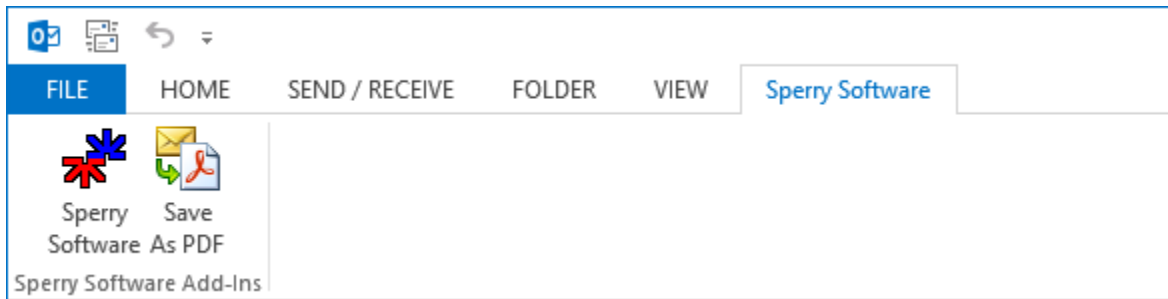 FILE HOME SEND / RECEIVE FOLDER VIEW Sperry Software
Sperry Software
Save As PDF
Sperry Software Add-Ins